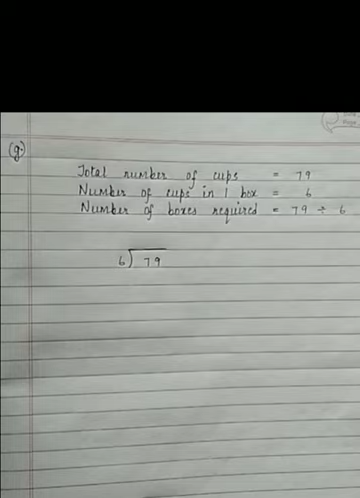 (g.)
Total number of cups = 79
Number of cups in 1 box = 6
Number of boxes required = 79 ÷ 6
6)79